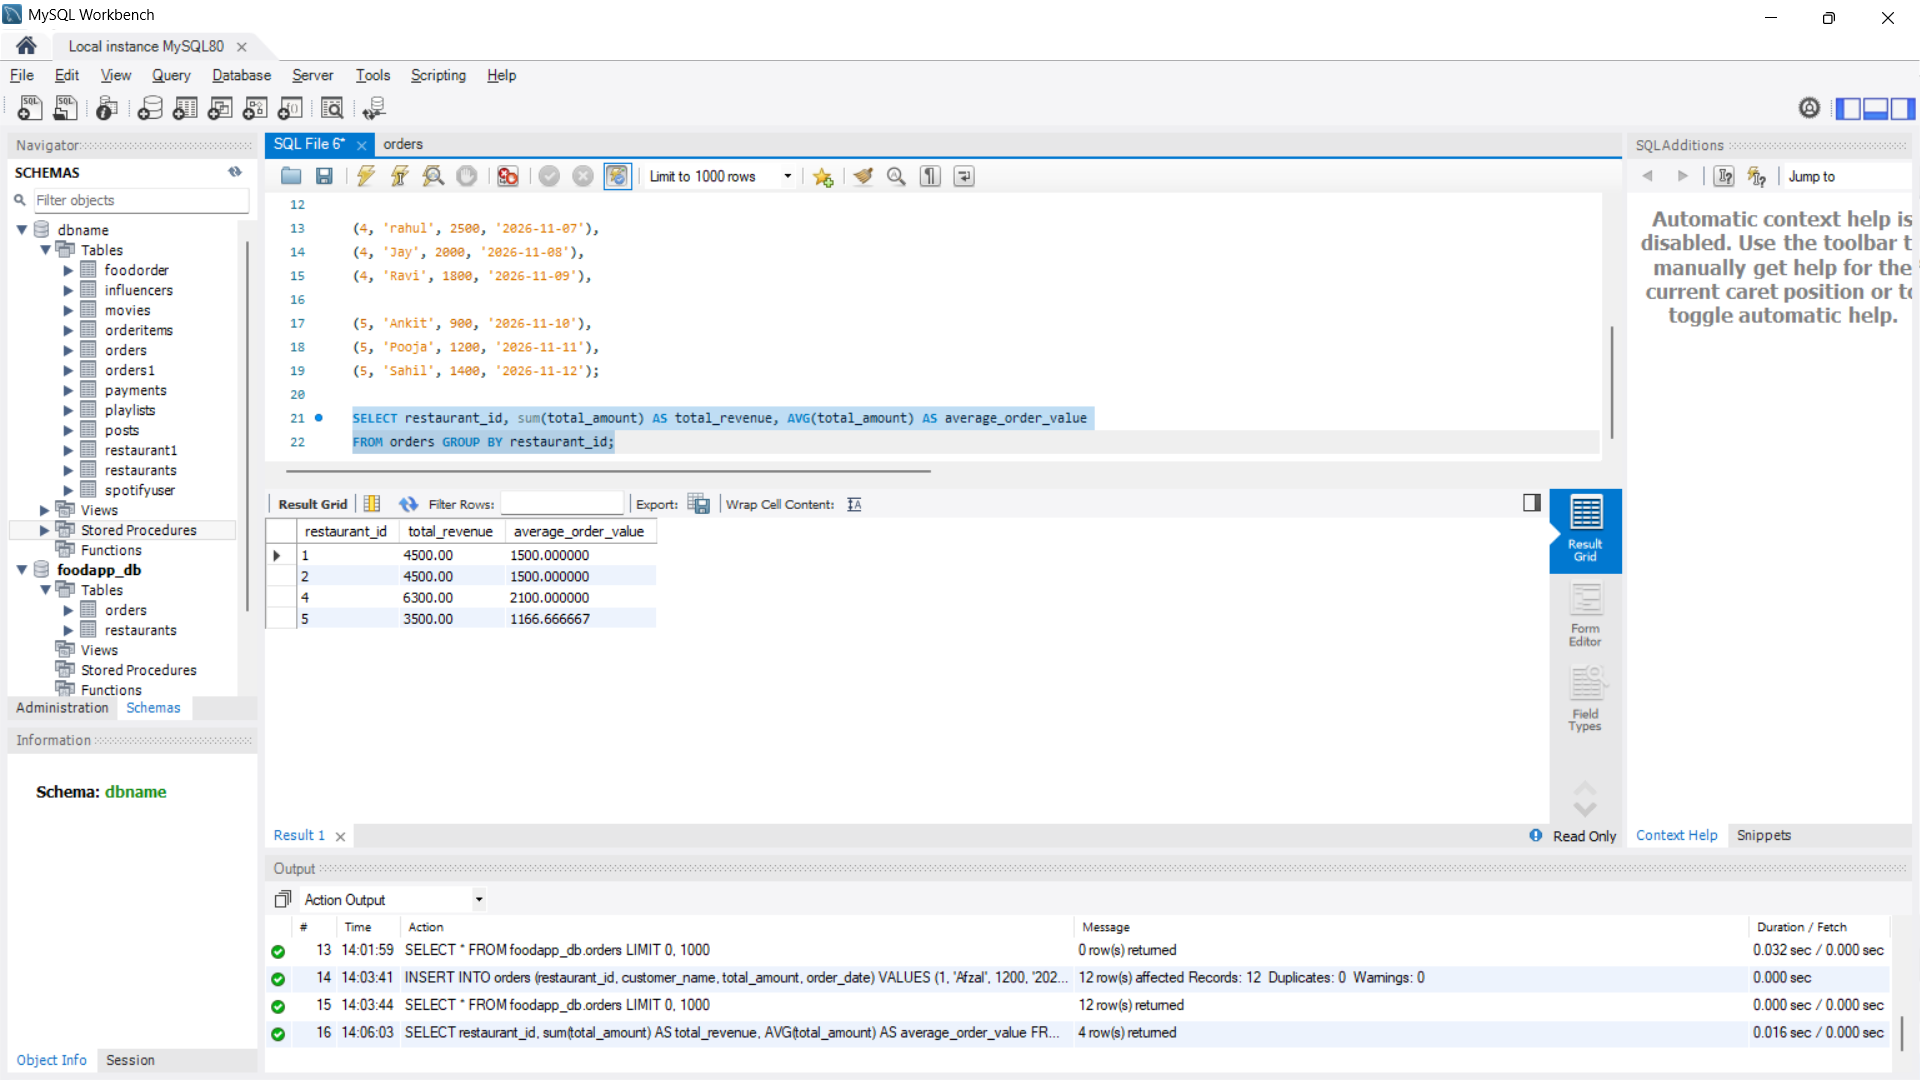 MySQL Workbench
Local instance MySQL80
File Edit View Query Database Server Tools Scripting Help
Navigator
SCHEMAS
Filter objects
dbname
Tables
foodorder
influencers
movies
orderitems
orders
orders1
payments
playlists
posts
restaurant1
restaurants
spotifyuser
Views
Stored Procedures
Functions
foodapp_db
Tables
orders
restaurants
Views
Stored Procedures
Functions
Administration Schemas
Information
Schema: dbname
Object Info Session
SQL File 6* orders
Limit to 1000 rows
12
13 (4, 'rahul', 2500, '2026-11-07'),
14 (4, 'Jay', 2000, '2026-11-08'),
15 (4, 'Ravi', 1800, '2026-11-09'),
16
17 (5, 'Ankit', 900, '2026-11-10'),
18 (5, 'Pooja', 1200, '2026-11-11'),
19 (5, 'Sahil', 1400, '2026-11-12');
20
21 SELECT restaurant_id, sum(total_amount) AS total_revenue, AVG(total_amount) AS average_order_value
22 FROM orders GROUP BY restaurant_id;
Result Grid Filter Rows: Export: Wrap Cell Content:
restaurant_id total_revenue average_order_value
1 4500.00 1500.000000
2 4500.00 1500.000000
4 6300.00 2100.000000
5 3500.00 1166.666667
Result Grid
Form Editor
Field Types
Result 1 Read Only
SQLAdditions
Jump to
Automatic context help is
disabled. Use the toolbar t
manually get help for the
current caret position or to
toggle automatic help.
Context Help Snippets
Output
Action Output
# Time Action Message Duration / Fetch
13 14:01:59 SELECT * FROM foodapp_db.orders LIMIT 0, 1000 0 row(s) returned 0.032 sec / 0.000 sec
14 14:03:41 INSERT INTO orders (restaurant_id, customer_name, total_amount, order_date) VALUES (1, 'Afzal', 1200, '202... 12 row(s) affected Records: 12 Duplicates: 0 Warnings: 0 0.000 sec
15 14:03:44 SELECT * FROM foodapp_db.orders LIMIT 0, 1000 12 row(s) returned 0.000 sec / 0.000 sec
16 14:06:03 SELECT restaurant_id, sum(total_amount) AS total_revenue, AVG(total_amount) AS average_order_value FR... 4 row(s) returned 0.016 sec / 0.000 sec